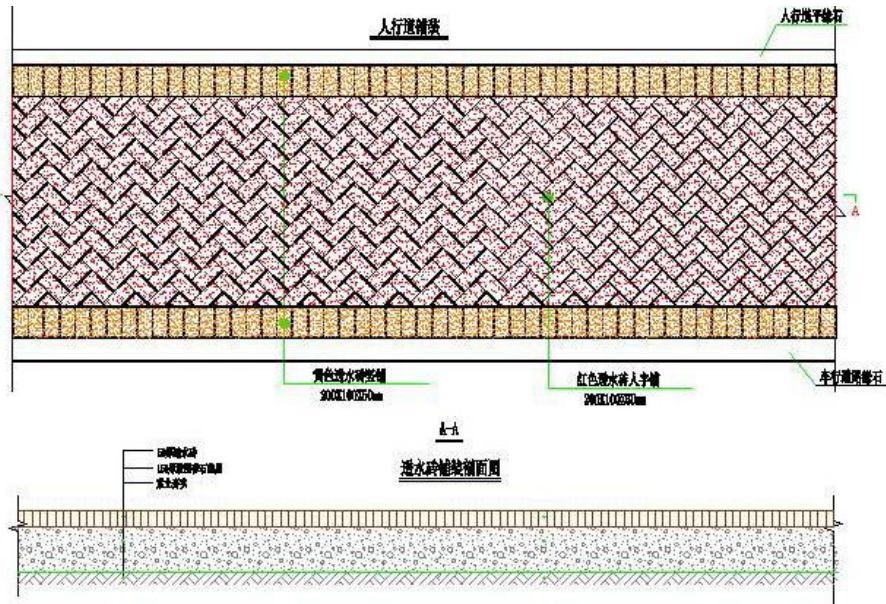 人行道铺装
人行道平缘石
A
黄色透水砖竖铺
200X100X50mm
红色透水砖人字铺
车行道路缘石
A-A
透水砖铺装剖面图
素土夯实